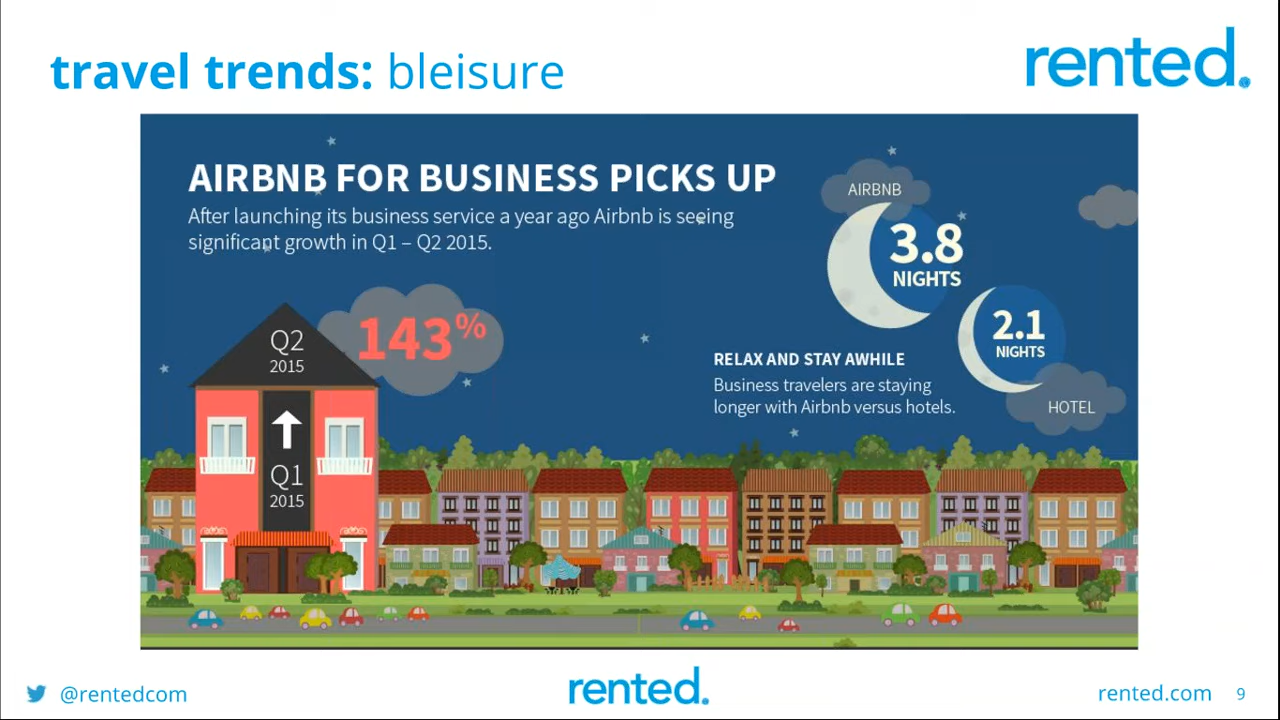 travel trends: bleisure
rented.
AIRBNB FOR BUSINESS PICKS UP
After launching its business service a year ago Airbnb is seeing
significant growth in Q1 – Q2 2015.
AIRBNB
3.8
NIGHTS
2.1
NIGHTS
HOTEL
RELAX AND STAY AWHILE
Business travelers are staying
longer with Airbnb versus hotels.
143%
Q2
2015
Q1
2015
@rentedcom
rented.
rented.com 9